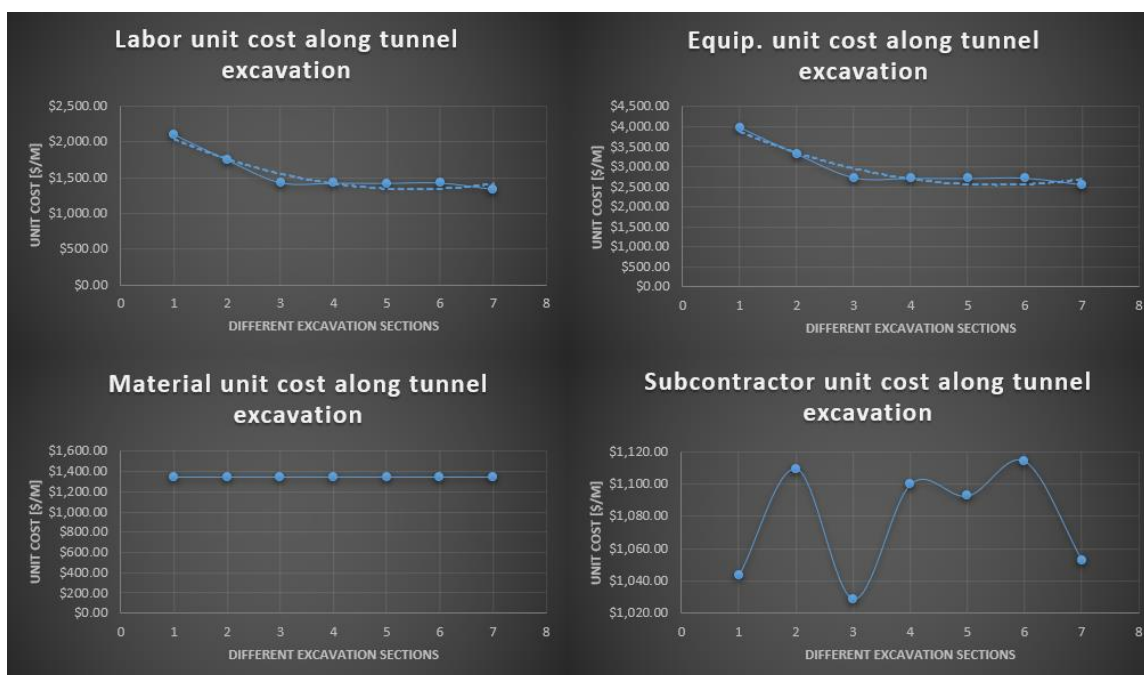 Labor unit cost along tunnel
excavation
UNIT COST [$/M]
$2,500.00
$2,000.00
$1,500.00
$1,000.00
$500.00
$0.00
0 1 2 3 4 5 6 7 8
DIFFERENT EXCAVATION SECTIONS
Equip. unit cost along tunnel
excavation
UNIT COST [$/M]
$4,500.00
$4,000.00
$3,500.00
$3,000.00
$2,500.00
$2,000.00
$1,500.00
$1,000.00
$500.00
$0.00
0 1 2 3 4 5 6 7 8
DIFFERENT EXCAVATION SECTIONS
Material unit cost along tunnel
excavation
UNIT COST [$/M]
$1,600.00
$1,400.00
$1,200.00
$1,000.00
$800.00
$600.00
$400.00
$200.00
$0.00
0 1 2 3 4 5 6 7 8
DIFFERENT EXCAVATION SECTIONS
Subcontractor unit cost along tunnel
excavation
UNIT COST [$/M]
$1,120.00
$1,100.00
$1,080.00
$1,060.00
$1,040.00
$1,020.00
0 1 2 3 4 5 6 7 8
DIFFERENT EXCAVATION SECTIONS